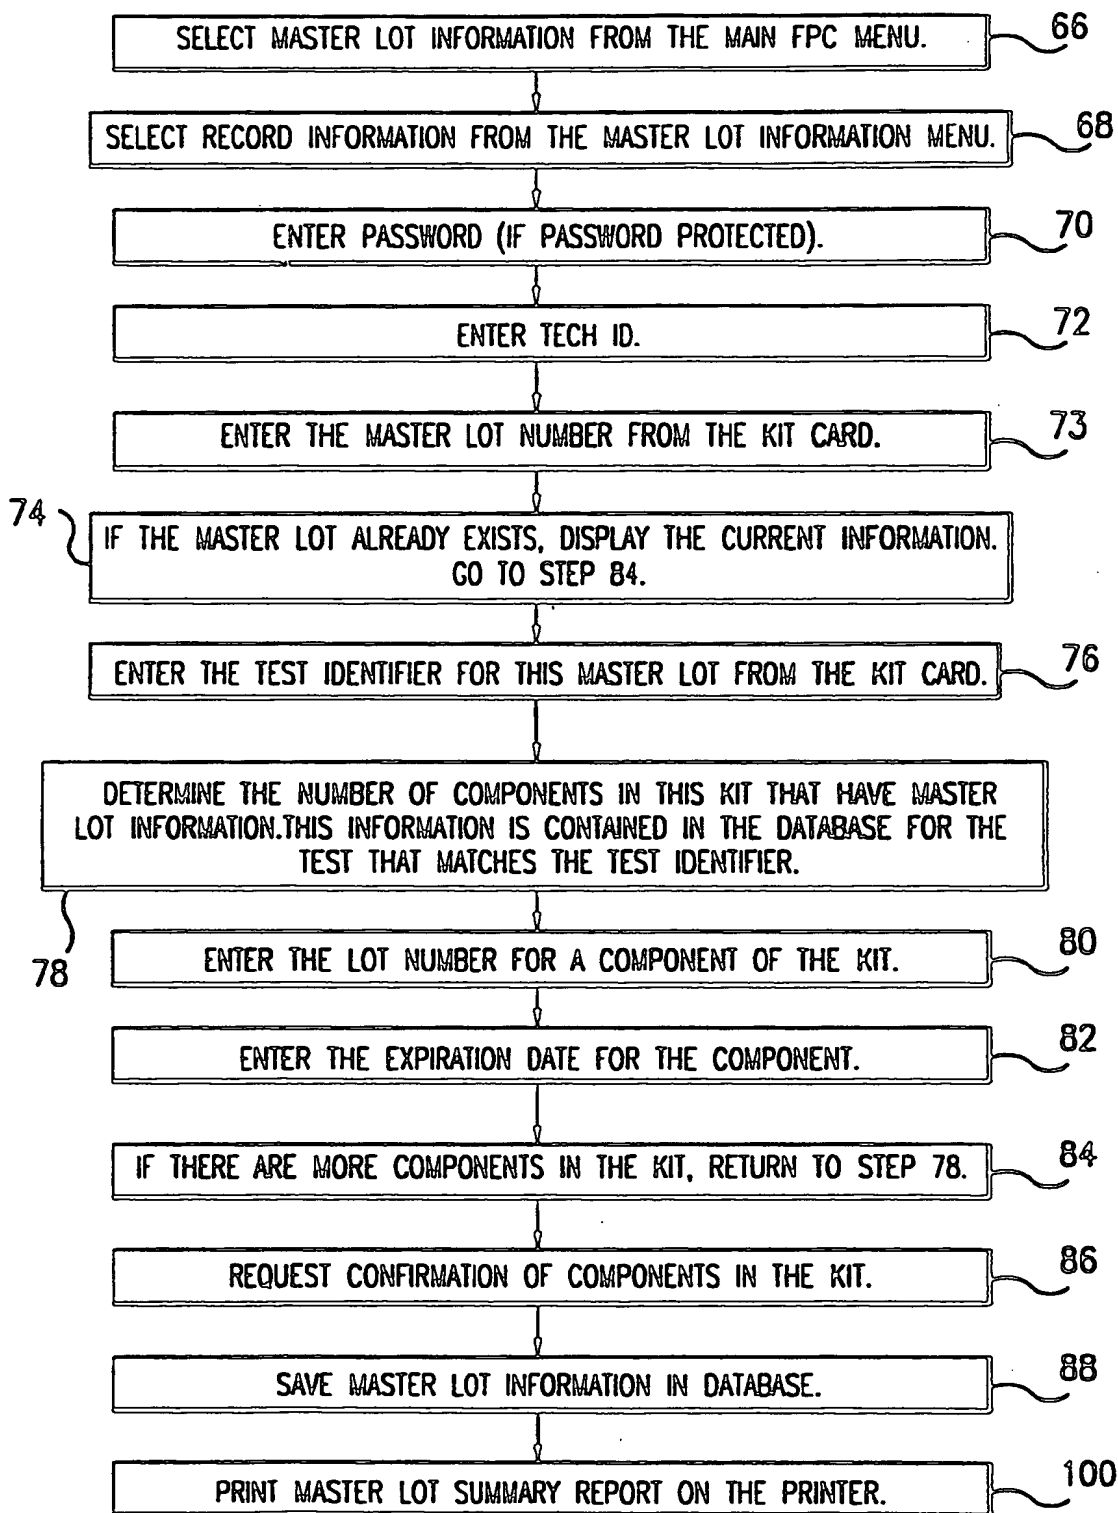 SELECT MASTER LOT INFORMATION FROM THE MAIN FPC MENU.
66
SELECT RECORD INFORMATION FROM THE MASTER LOT INFORMATION MENU.
68
ENTER PASSWORD (IF PASSWORD PROTECTED).
70
ENTER TECH ID.
72
ENTER THE MASTER LOT NUMBER FROM THE KIT CARD.
73
74
IF THE MASTER LOT ALREADY EXISTS, DISPLAY THE CURRENT INFORMATION.
GO TO STEP 84.
ENTER THE TEST IDENTIFIER FOR THIS MASTER LOT FROM THE KIT CARD.
76
DETERMINE THE NUMBER OF COMPONENTS IN THIS KIT THAT HAVE MASTER
LOT INFORMATION.THIS INFORMATION IS CONTAINED IN THE DATABASE FOR THE
TEST THAT MATCHES THE TEST IDENTIFIER.
78
ENTER THE LOT NUMBER FOR A COMPONENT OF THE KIT.
80
ENTER THE EXPIRATION DATE FOR THE COMPONENT.
82
IF THERE ARE MORE COMPONENTS IN THE KIT, RETURN TO STEP 78.
84
REQUEST CONFIRMATION OF COMPONENTS IN THE KIT.
86
SAVE MASTER LOT INFORMATION IN DATABASE.
88
PRINT MASTER LOT SUMMARY REPORT ON THE PRINTER.
100